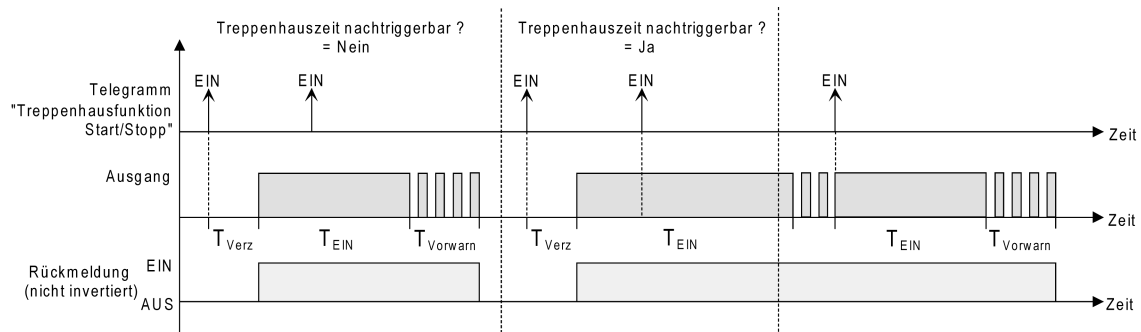 Treppenhauszeit nachtriggerbar ?
= Nein
Treppenhauszeit nachtriggerbar ?
= Ja
EIN
EIN
EIN
EIN
EIN
Telegramm
"Treppenhausfunktion
Start/Stopp"
Zeit
Ausgang
Zeit
T Verz
T EIN
T Vorwarn
T Verz
T EIN
T EIN
T Vorwarn
Rückmeldung
(nicht invertiert)
EIN
AUS
Zeit